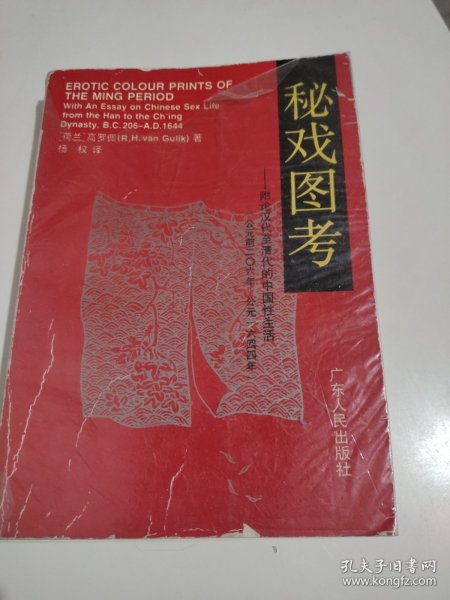 EROTIC COLOUR PRINTS OF
THE MING PERIOD
With An Essay on Chinese Sex Life
from the Han to the Ch'ing
Dynasty, B.C. 206–A.D. 1644
[荷兰]高罗佩(R.H. van Gulik) 著
杨 权 译
秘戏图考
——附论汉代至清代的中国性生活
公元前二〇六年—公元一六四四年
广东人民出版社
孔夫子旧书网
www.kongfz.com